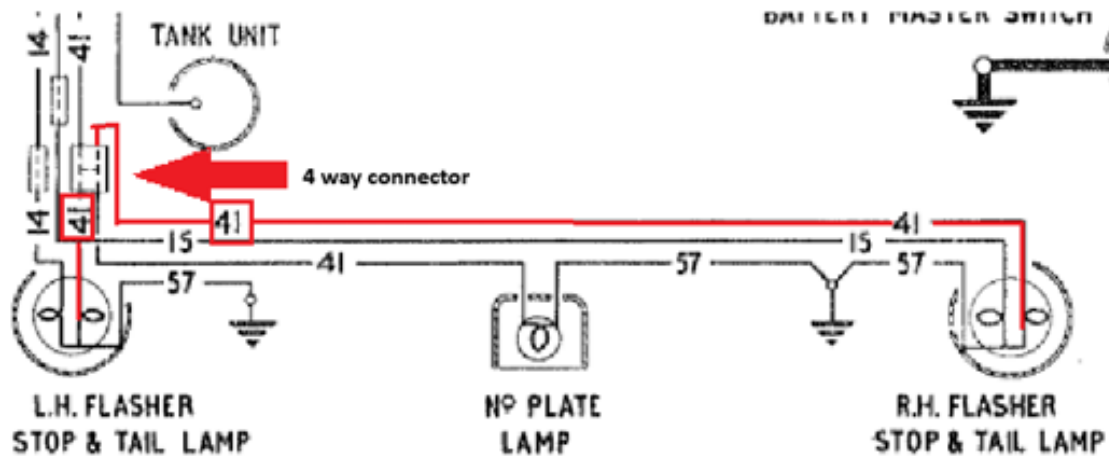 BATTERY MASTER SWITCH
14
41
TANK UNIT
4 way connector
14
41
41
41
15
15
41
57
57
57
L.H. FLASHER
STOP & TAIL LAMP
Nº PLATE
LAMP
R.H. FLASHER
STOP & TAIL LAMP